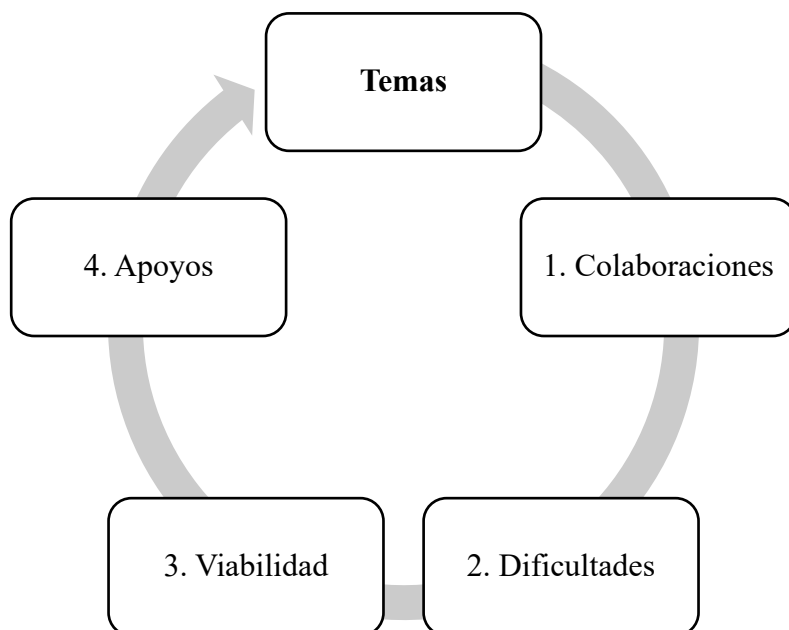 Temas
1. Colaboraciones
2. Dificultades
3. Viabilidad
4. Apoyos